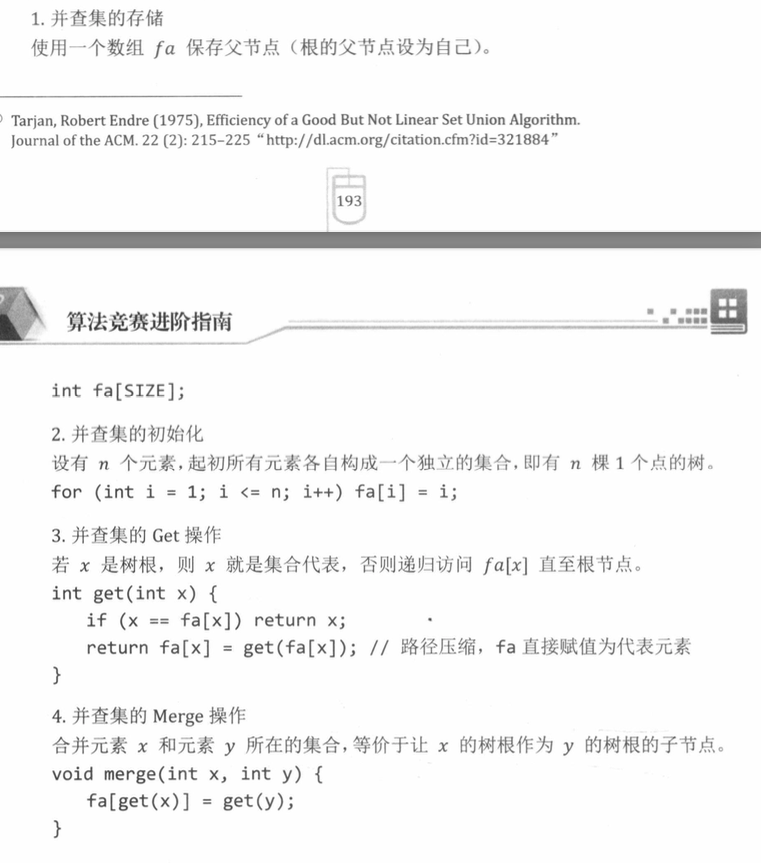 1. 并查集的存储
使用一个数组 fa 保存父节点（根的父节点设为自己）。
Tarjan, Robert Endre (1975), Efficiency of a Good But Not Linear Set Union Algorithm.
Journal of the ACM. 22 (2): 215–225“http://dl.acm.org/citation.cfm?id=321884”
193
算法竞赛进阶指南
int fa[SIZE];
2. 并查集的初始化
设有 n 个元素，起初所有元素各自构成一个独立的集合，即有 n 棵 1 个点的树。
for (int i = 1; i <= n; i++) fa[i] = i;
3. 并查集的 Get 操作
若 x 是树根，则 x 就是集合代表，否则递归访问 fa[x] 直至根节点。
int get(int x) {
if (x == fa[x]) return x;
return fa[x] = get(fa[x]); // 路径压缩，fa 直接赋值为代表元素
}
4. 并查集的 Merge 操作
合并元素 x 和元素 y 所在的集合，等价于让 x 的树根作为 y 的树根的子节点。
void merge(int x, int y) {
fa[get(x)] = get(y);
}